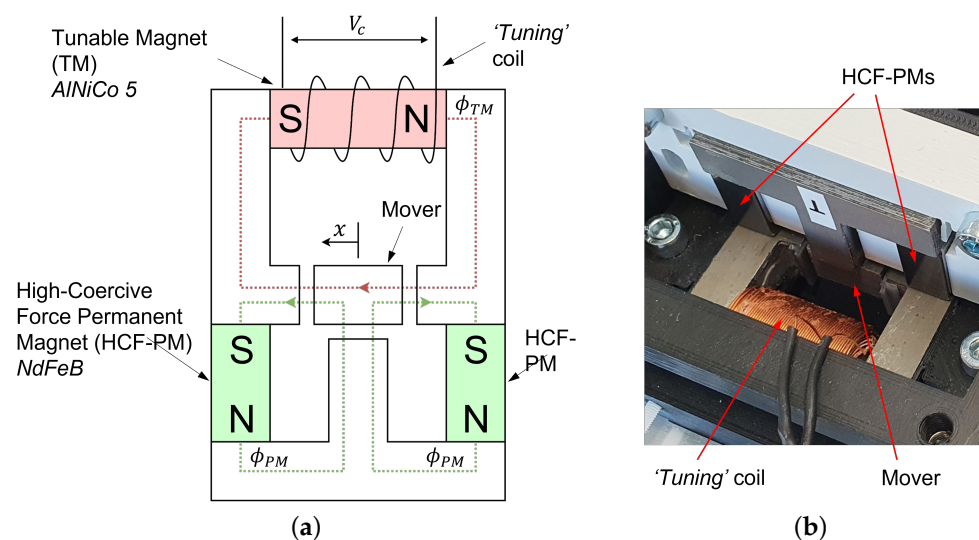 V_c
Tunable Magnet
(TM)
AlNiCo 5
'Tuning'
coil
S
N
ϕ_TM
Mover
x
High-Coercive
Force Permanent
Magnet (HCF-PM)
NdFeB
S
N
S
N
HCF-
PM
ϕ_PM
ϕ_PM
(a)
HCF-PMs
T
'Tuning' coil
Mover
(b)